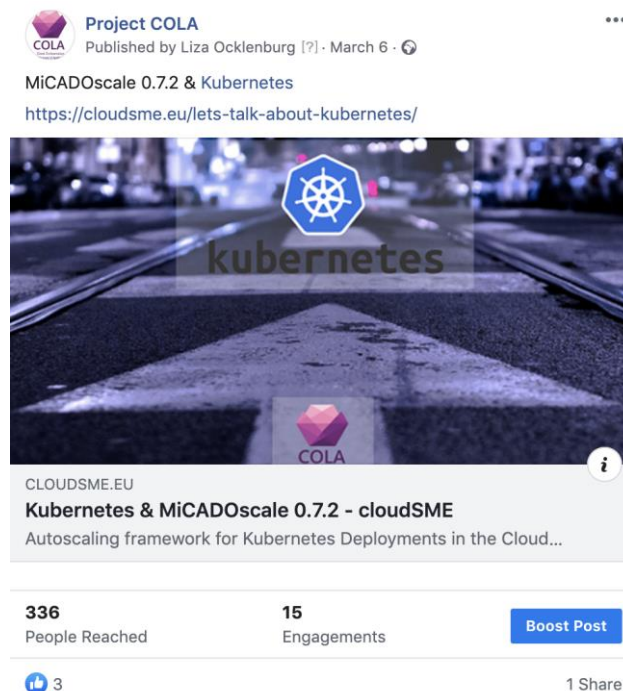 Project COLA
Published by Liza Ocklenburg [?] · March 6 ·
MiCADOscale 0.7.2 & Kubernetes
https://cloudsme.eu/lets-talk-about-kubernetes/
kubernetes
COLA
CLOUDSME.EU
Kubernetes & MiCADOscale 0.7.2 - cloudSME
Autoscaling framework for Kubernetes Deployments in the Cloud...
336
People Reached
15
Engagements
Boost Post
3
1 Share
COLA